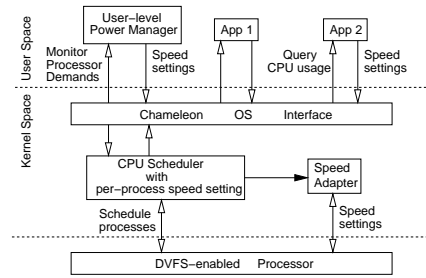 User Space
User-level
Power Manager
App 1
App 2
Monitor
Processor
Demands
Speed
settings
Query
CPU usage
Speed
settings
Kernel Space
Chameleon OS Interface
CPU Scheduler
with
per-process speed setting
Speed
Adapter
Schedule
processes
Speed
settings
DVFS-enabled Processor